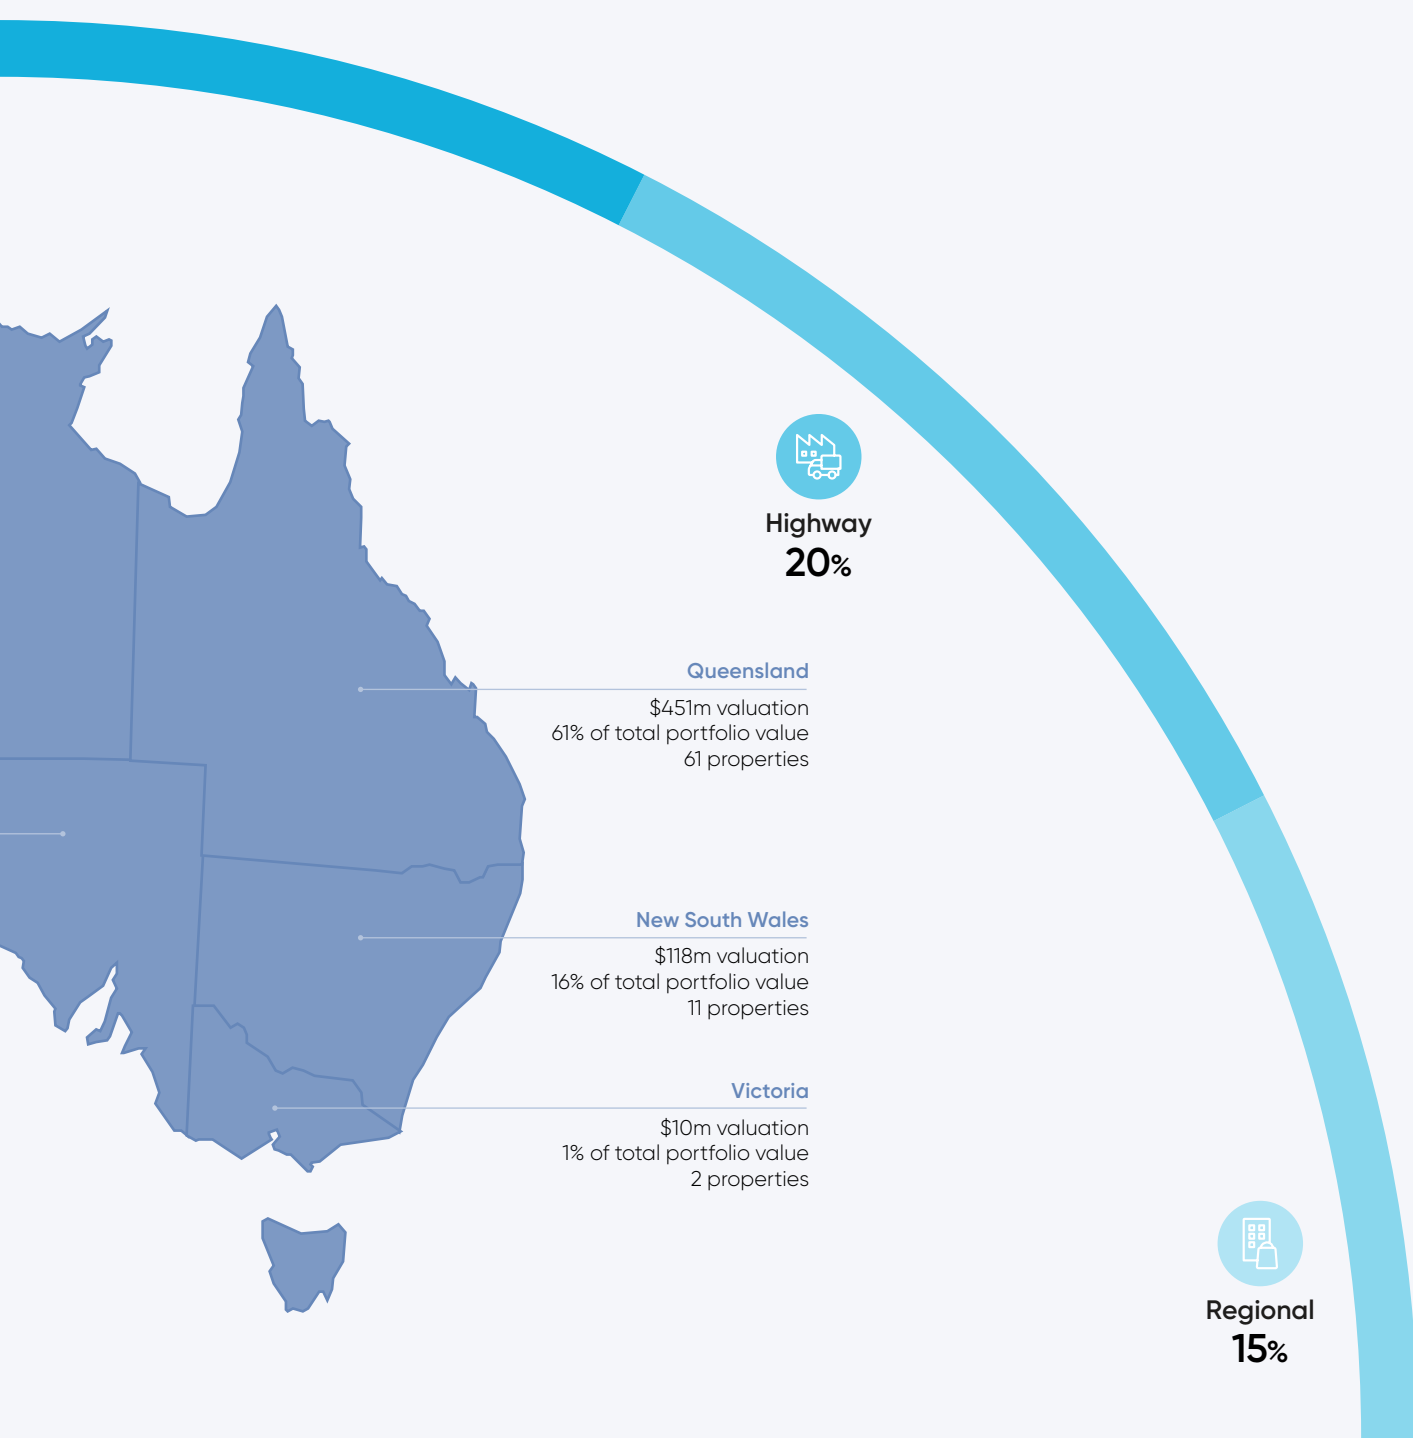 Highway
20%
Queensland
$451m valuation
61% of total portfolio value
61 properties
New South Wales
$118m valuation
16% of total portfolio value
11 properties
Victoria
$10m valuation
1% of total portfolio value
2 properties
Regional
15%